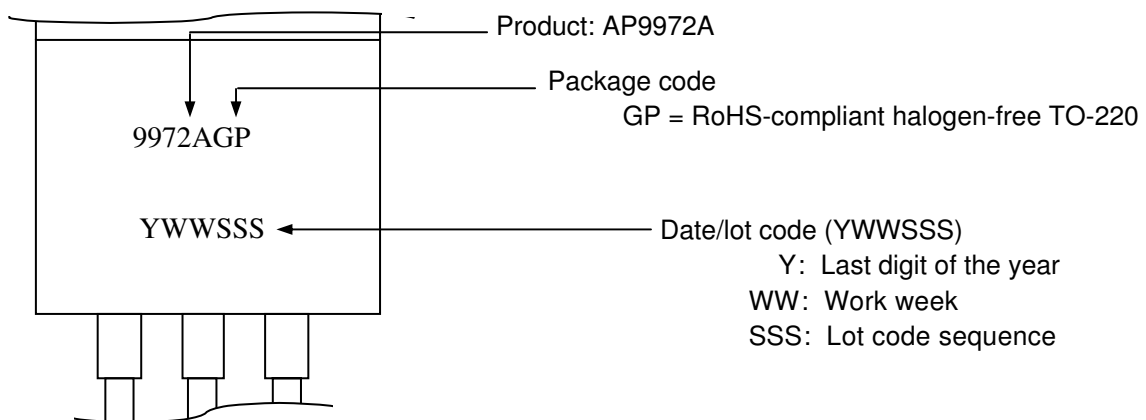 Product: AP9972A
Package code
GP = RoHS-compliant halogen-free TO-220
9972AGP
YWWSSS
Date/lot code (YWWSSS)
Y: Last digit of the year
WW: Work week
SSS: Lot code sequence